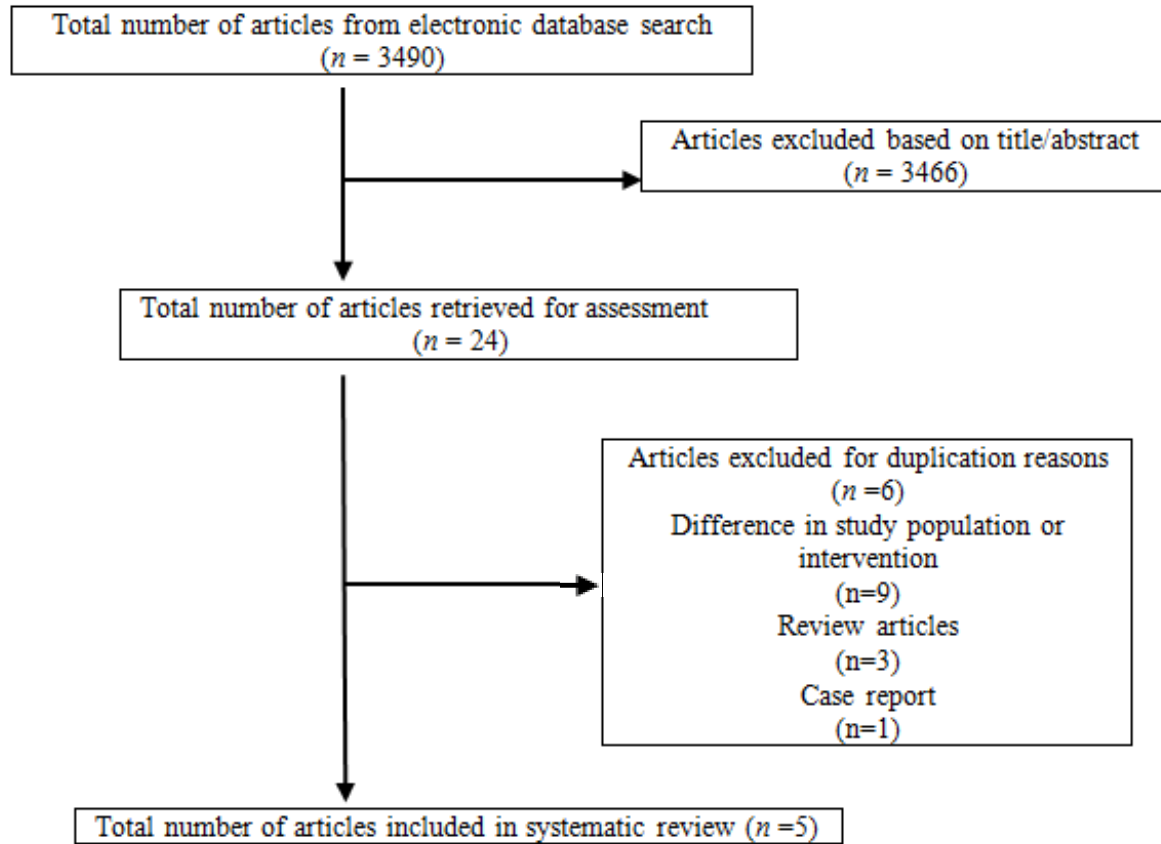 Total number of articles from electronic database search
(n = 3490)
Articles excluded based on title/abstract
(n = 3466)
Total number of articles retrieved for assessment
(n = 24)
Articles excluded for duplication reasons
(n =6)
Difference in study population or
intervention
(n=9)
Review articles
(n=3)
Case report
(n=1)
Total number of articles included in systematic review (n =5)